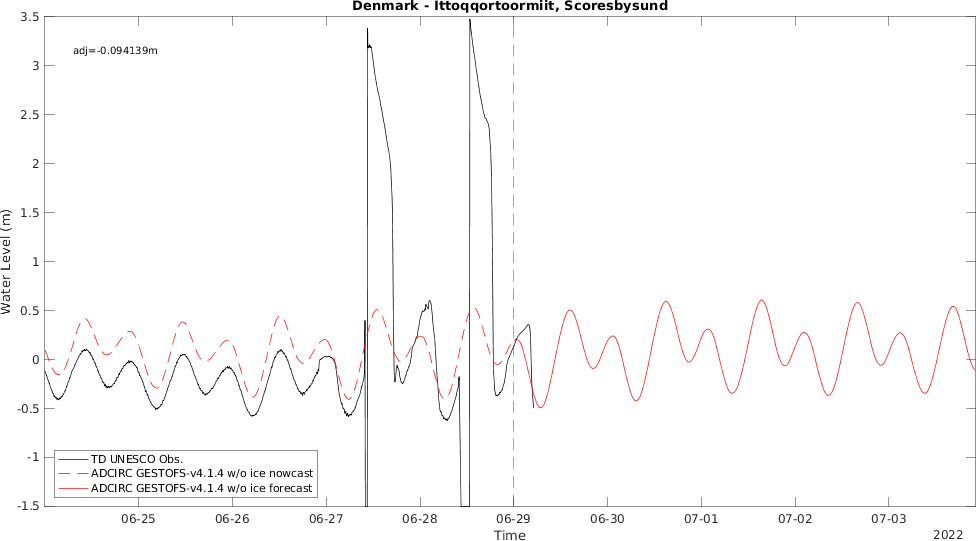 Denmark - Ittoqqortoormiit, Scoresbysund
adj=-0.094139m
3.5
3
2.5
2
1.5
1
0.5
0
-0.5
-1
-1.5
Water Level (m)
TD UNESCO Obs.
ADCIRC GESTOFS-v4.1.4 w/o ice nowcast
ADCIRC GESTOFS-v4.1.4 w/o ice forecast
06-25 06-26 06-27 06-28 06-29 06-30 07-01 07-02 07-03
Time
2022